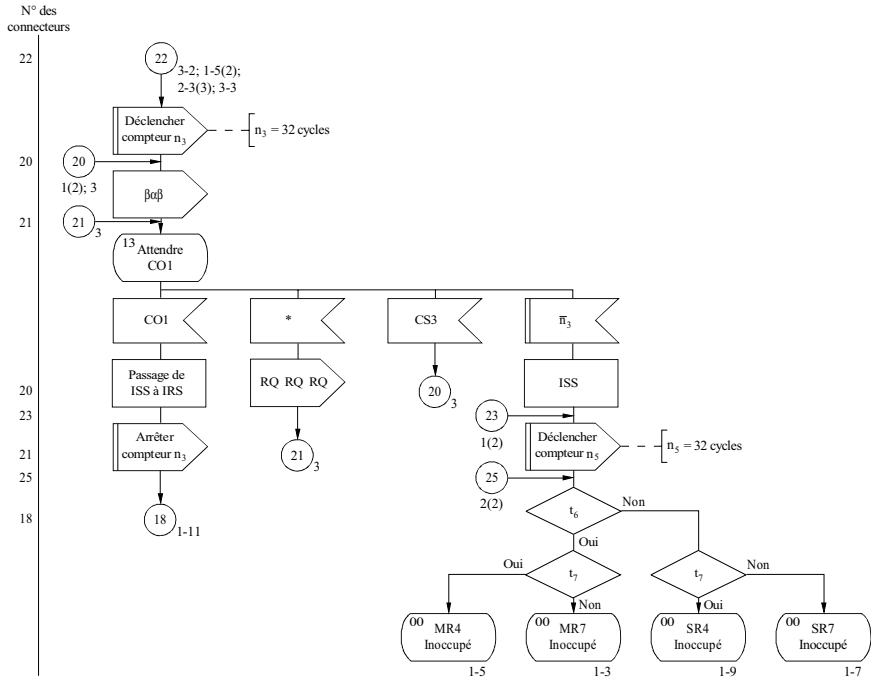 N° des
connecteurs
22
22
3-2; 1-5(2);
2-3(3); 3-3
Déclencher
compteur n3
n3 = 32 cycles
20
20
1(2); 3
βαβ
21
21
3
13
Attendre
CO1
CO1
*
CS3
n̅3
Passage de
ISS à IRS
RQ RQ RQ
20
3
ISS
20
23
23
1(2)
Arrêter
compteur n3
21
3
Déclencher
compteur n5
n5 = 32 cycles
21
25
25
2(2)
18
18
1-11
t6
Non
Oui
Oui
t7
Non
t7
Non
Oui
00
MR4
Inoccupé
1-5
00
MR7
Inoccupé
1-3
00
SR4
Inoccupé
1-9
00
SR7
Inoccupé
1-7